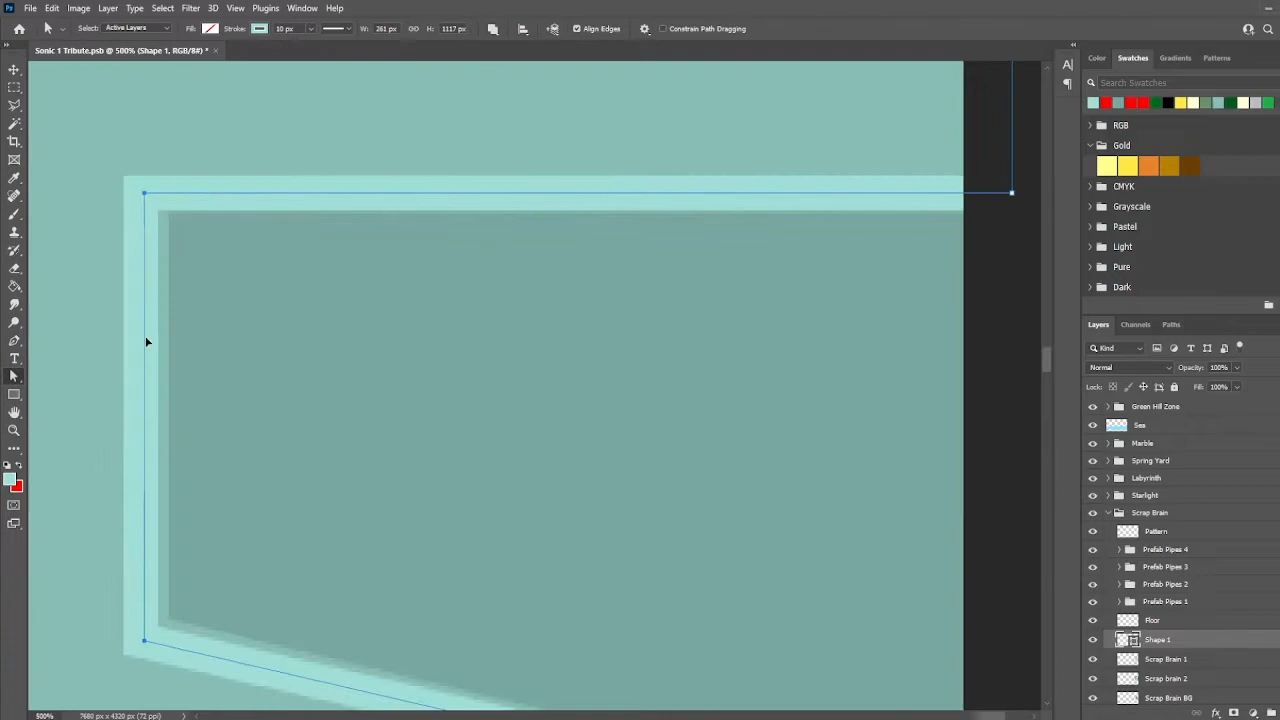 Ps File Edit Image Layer Type Select Filter 3D View Plugins Window Help
Select: Active Layers Fill: Stroke: 10 px W: 261 px H: 1117 px Align Edges Constrain Path Dragging
Sonic 1 Tribute.psb @ 500% (Shape 1, RGB/8#) *
Color Swatches Gradients Patterns
Search Swatches
RGB
Gold
CMYK
Grayscale
Pastel
Light
Pure
Dark
Layers Channels Paths
Kind
Normal Opacity: 100%
Lock: Fill: 100%
Green Hill Zone
Sea
Marble
Spring Yard
Labyrinth
Starlight
Scrap Brain
Pattern
Prefab Pipes 4
Prefab Pipes 3
Prefab Pipes 2
Prefab Pipes 1
Floor
Shape 1
Scrap Brain 1
Scrap brain 2
Scrap Brain BG
500% 7680 px x 4320 px (72 ppi)